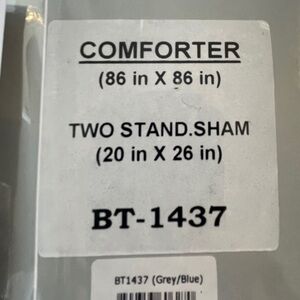 COMFORTER
(86 in X 86 in)
TWO STAND.SHAM
(20 in X 26 in)
BT-1437
BT1437 (Grey/Blue)